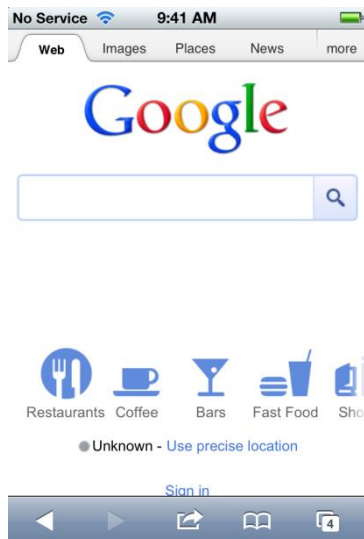 No Service 9:41 AM
Web Images Places News more
Google
Restaurants Coffee Bars Fast Food Sho
Unknown - Use precise location
Sign in
4